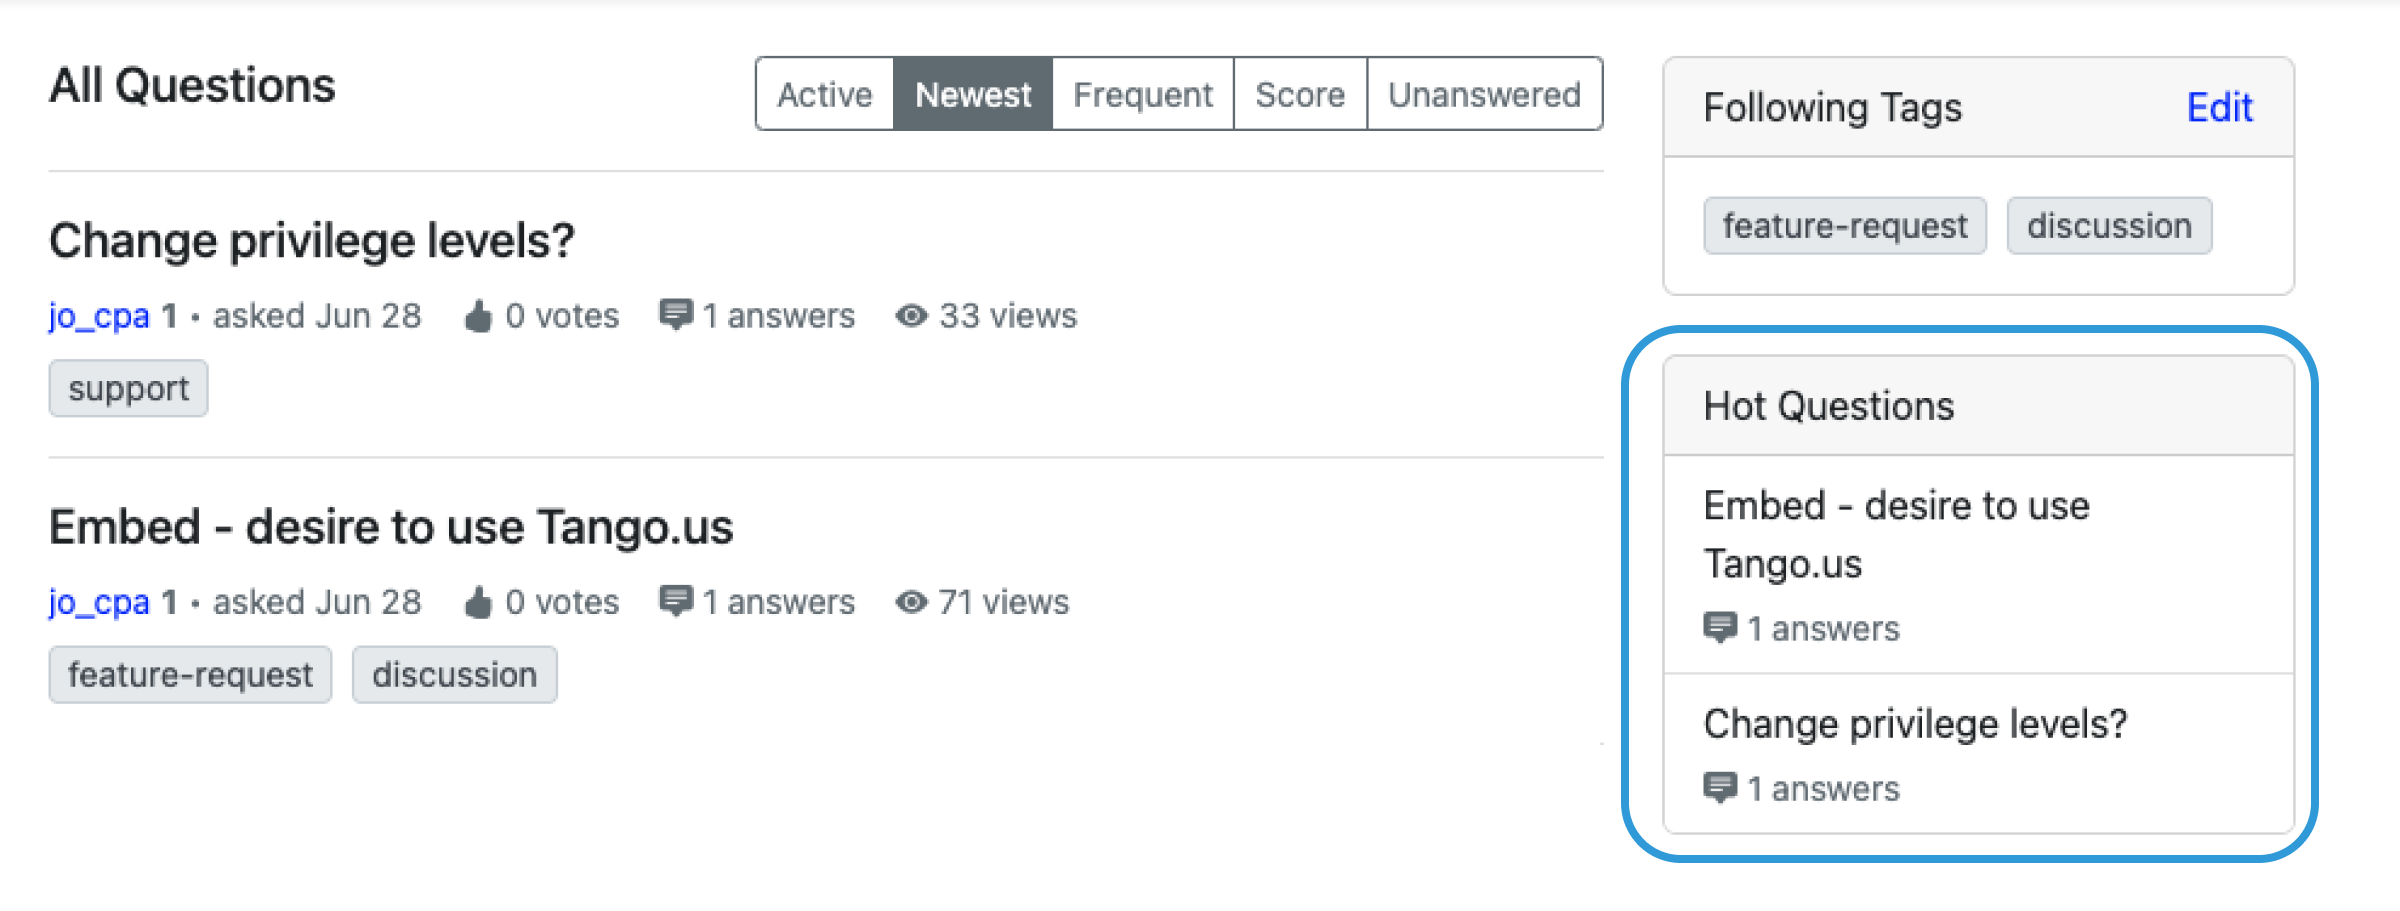 All Questions
Active Newest Frequent Score Unanswered
Change privilege levels?
jo_cpa 1 • asked Jun 28 0 votes 1 answers 33 views
support
Embed - desire to use Tango.us
jo_cpa 1 • asked Jun 28 0 votes 1 answers 71 views
feature-request discussion
Following Tags Edit
feature-request discussion
Hot Questions
Embed - desire to use
Tango.us
1 answers
Change privilege levels?
1 answers